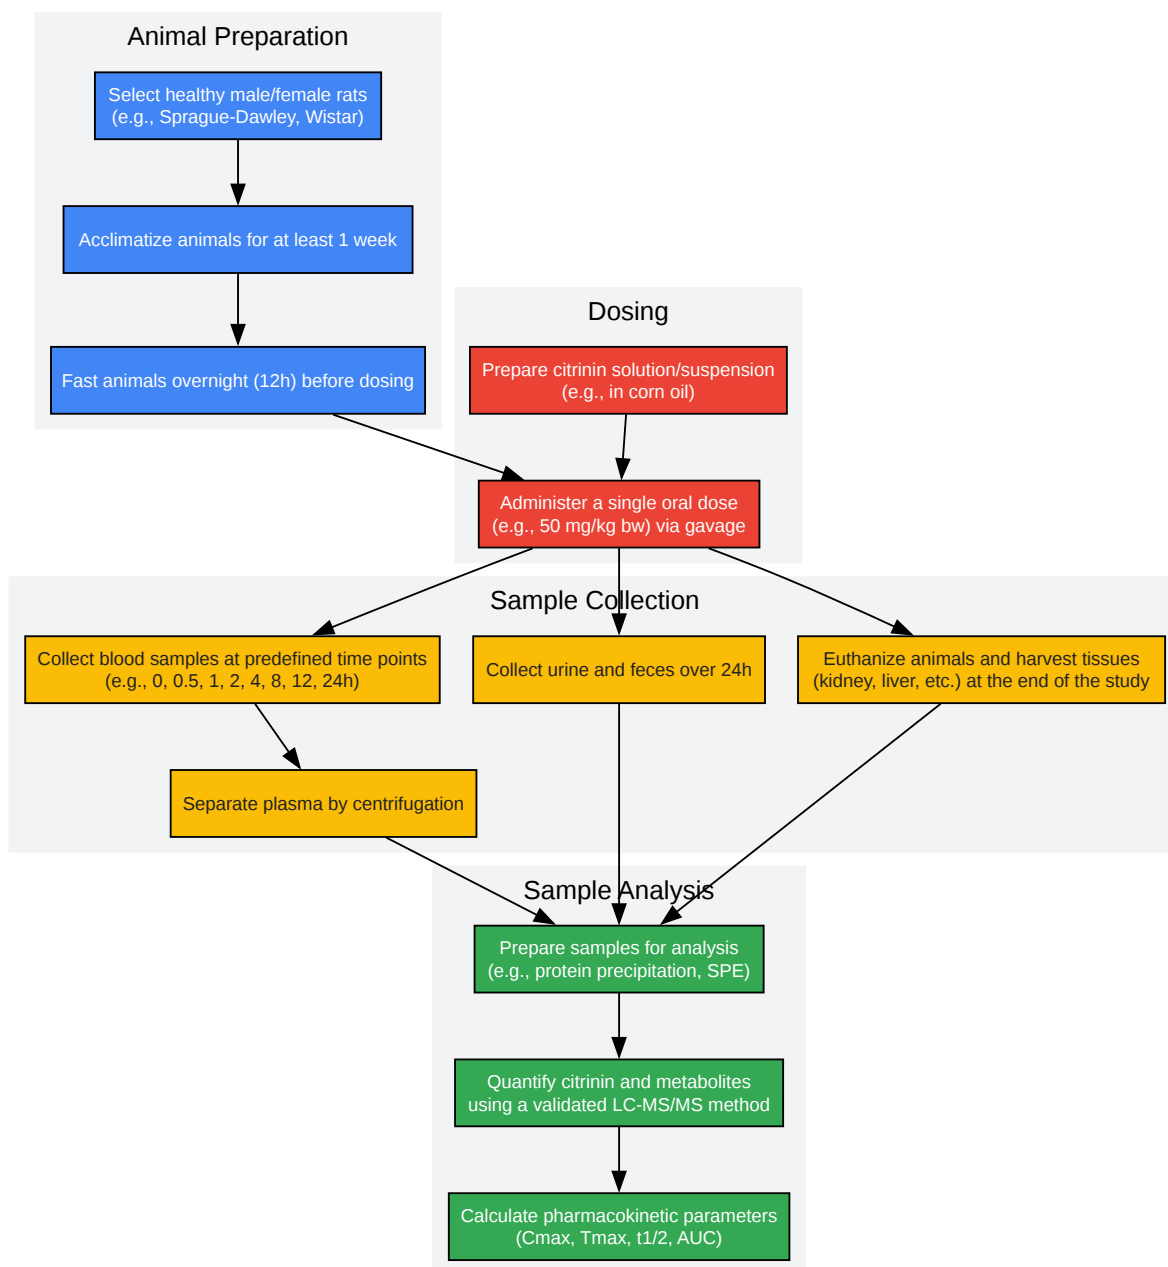 Animal Preparation
Select healthy male/female rats
(e.g., Sprague-Dawley, Wistar)
Acclimatize animals for at least 1 week
Fast animals overnight (12h) before dosing
Dosing
Prepare citrinin solution/suspension
(e.g., in corn oil)
Administer a single oral dose
(e.g., 50 mg/kg bw) via gavage
Sample Collection
Collect blood samples at predefined time points
(e.g., 0, 0.5, 1, 2, 4, 8, 12, 24h)
Collect urine and feces over 24h
Euthanize animals and harvest tissues
(kidney, liver, etc.) at the end of the study
Separate plasma by centrifugation
Sample Analysis
Prepare samples for analysis
(e.g., protein precipitation, SPE)
Quantify citrinin and metabolites
using a validated LC-MS/MS method
Calculate pharmacokinetic parameters
(Cmax, Tmax, t1/2, AUC)